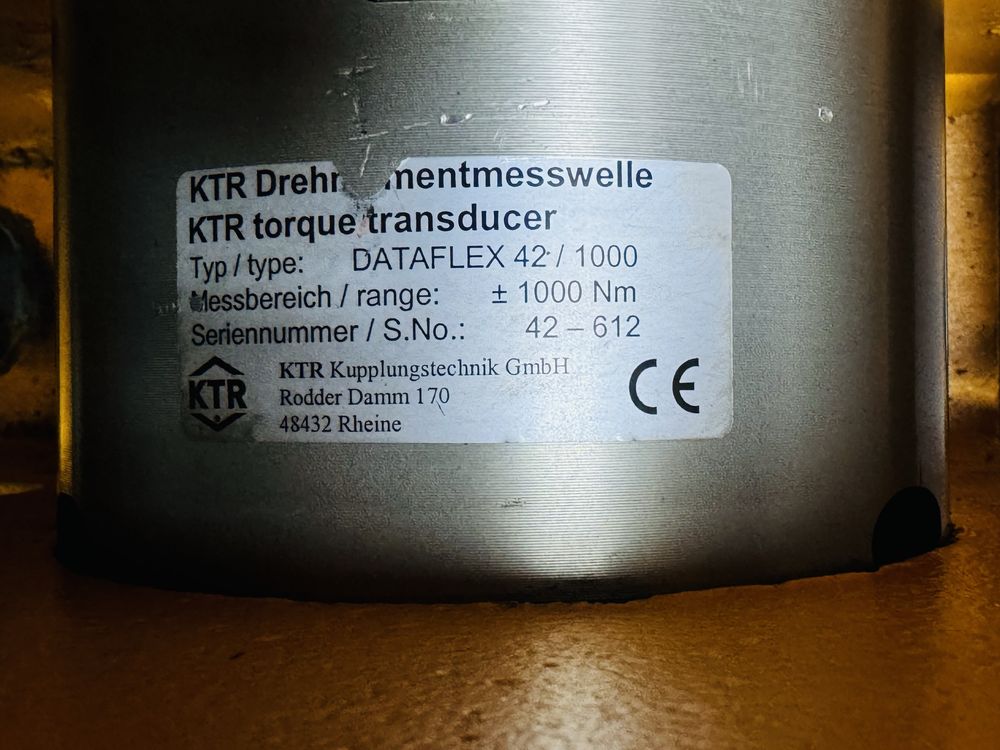 KTR torque transducer
KTR
Typ / type: DATAFLEX 42 / 1000
Messbereich / range: ± 1000 Nm
Seriennummer / S.No.: 42 – 612
KTR
KTR Kupplungstechnik GmbH
Rodder Damm 170
48432 Rheine
CE